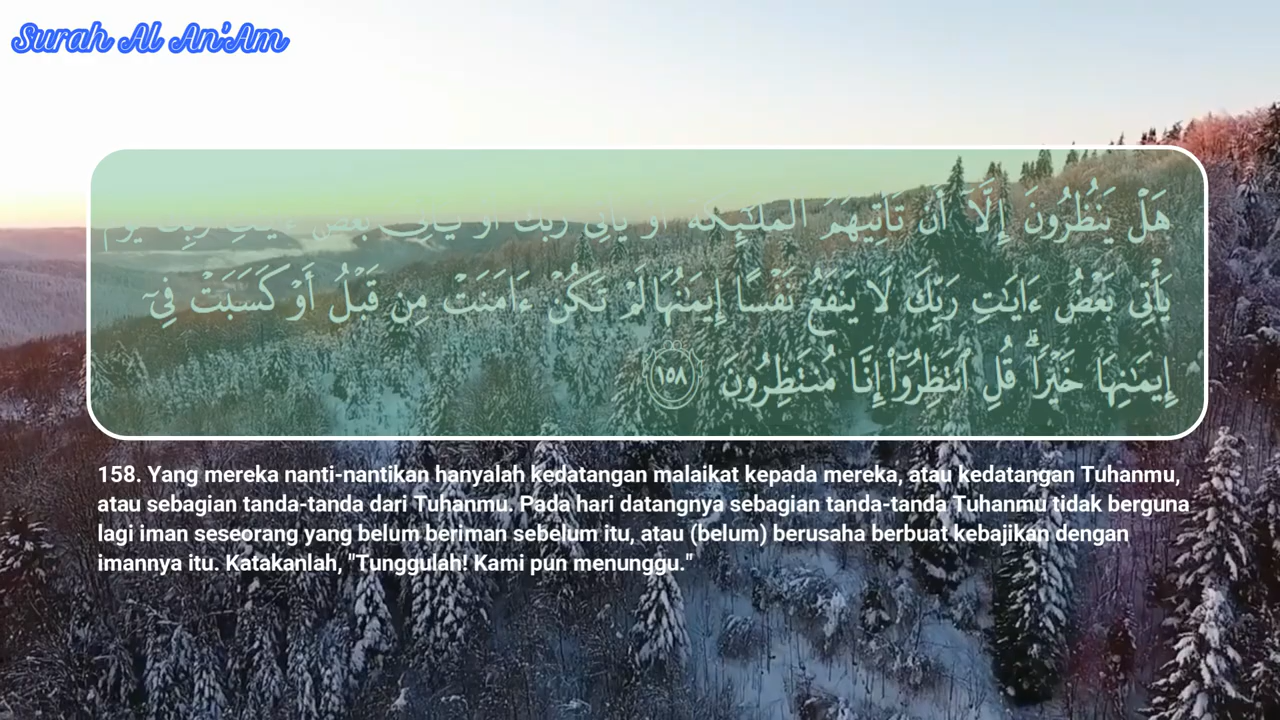 Surah Al An'Am
هَلْ يَنْظُرُونَ إِلَّآ أَنْ تَأْتِيَهُمُ الْمَلَٰٓئِكَةُ أَوْ يَأْتِيَ رَبُّكَ أَوْ يَأْتِيَ بَعْضُ ءَايَٰتِ رَبِّكَ يَوْمَ
يَأْتِى بَعْضُ ءَايَٰتِ رَبِّكَ لَا يَنفَعُ نَفْسًا إِيمَٰنُهَا لَمْ تَكُنْ ءَامَنَتْ مِن قَبْلُ أَوْ كَسَبَتْ فِىٓ
إِيمَٰنِهَا خَيْرًا ۗ قُلِ ٱنتَظِرُوٓا۟ إِنَّا مُنتَظِرُونَ ١٥٨
158. Yang mereka nanti-nantikan hanyalah kedatangan malaikat kepada mereka, atau kedatangan Tuhanmu,
atau sebagian tanda-tanda dari Tuhanmu. Pada hari datangnya sebagian tanda-tanda Tuhanmu tidak berguna
lagi iman seseorang yang belum beriman sebelum itu, atau (belum) berusaha berbuat kebajikan dengan
imannya itu. Katakanlah, "Tunggulah! Kami pun menunggu."